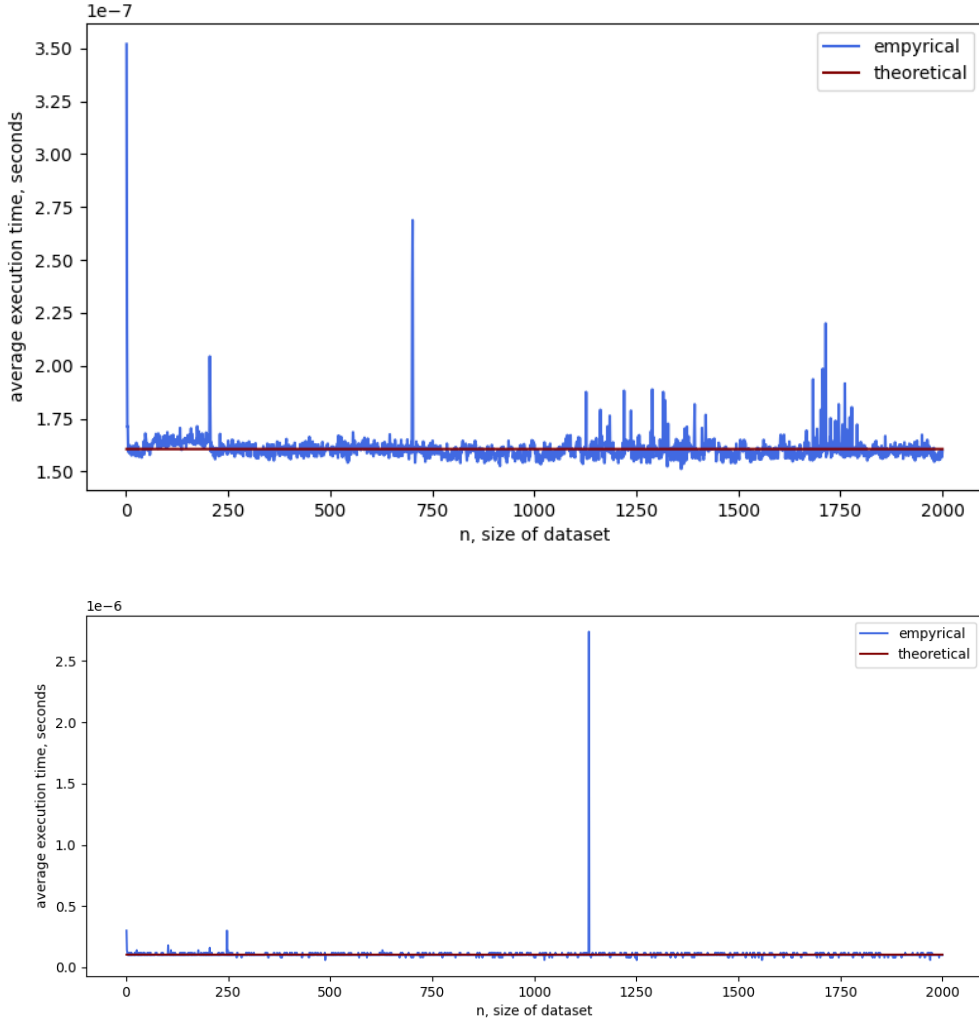 1e−7
empyrical
theoretical
3.50
3.25
3.00
2.75
2.50
2.25
2.00
1.75
1.50
average execution time, seconds
0 250 500 750 1000 1250 1500 1750 2000
n, size of dataset
1e−6
empyrical
theoretical
2.5
2.0
1.5
1.0
0.5
0.0
average execution time, seconds
0 250 500 750 1000 1250 1500 1750 2000
n, size of dataset